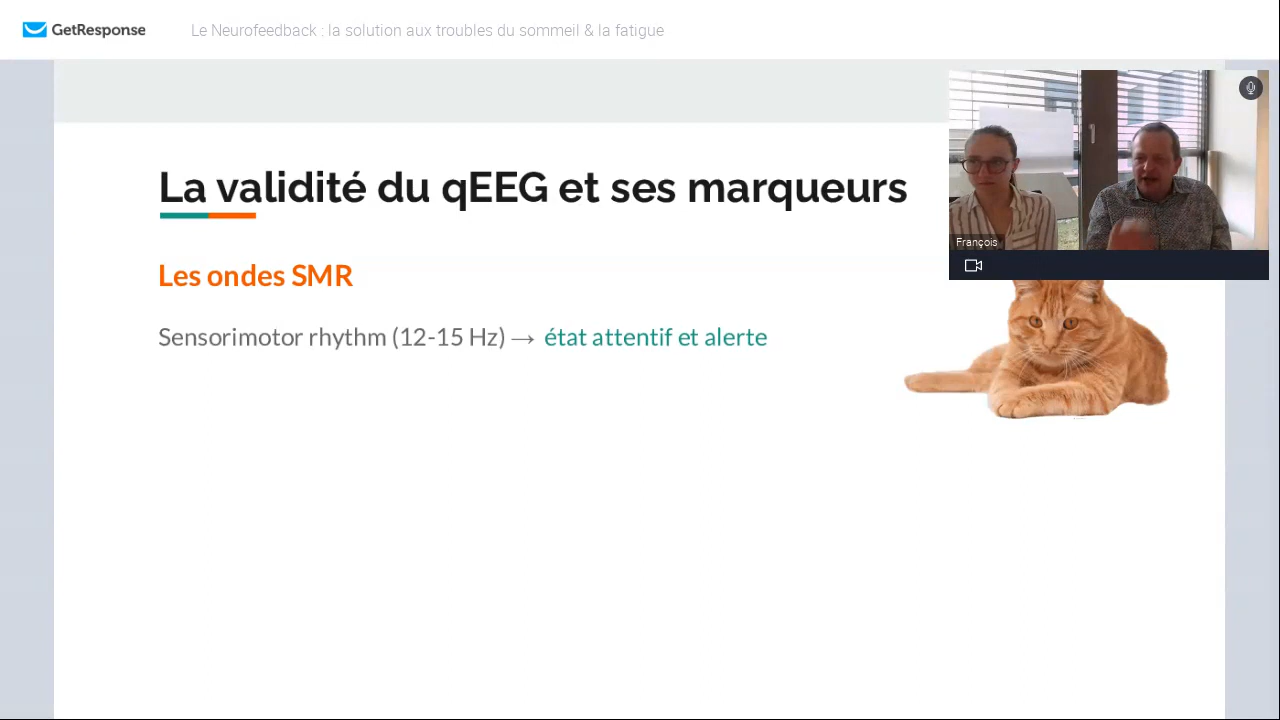 GetResponse
Le Neurofeedback : la solution aux troubles du sommeil & la fatigue
La validité du qEEG et ses marqueurs
François
Les ondes SMR
Sensorimotor rhythm (12-15 Hz) → état attentif et alerte